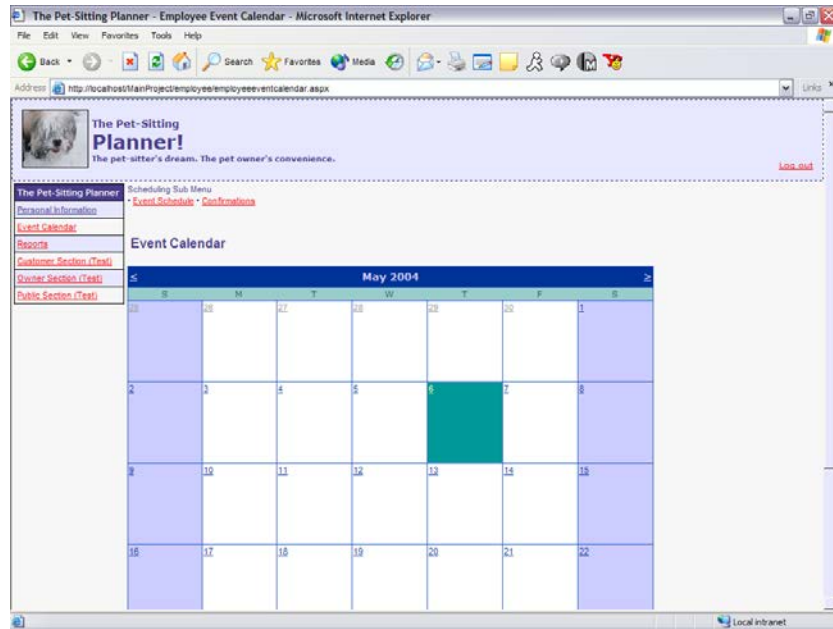 The Pet-Sitting Planner - Employee Event Calendar - Microsoft Internet Explorer
File Edit View Favorites Tools Help
Back Search Favorites Media
Address http://localhost/MainProject/employee/employeeeventcalendar.aspx Links
The Pet-Sitting
Planner!
The pet-sitter's dream. The pet owner's convenience.
Log out
The Pet-Sitting Planner
Personal Information
Event Calendar
Reports
Customer Section (Test)
Owner Section (Test)
Public Section (Test)
Scheduling Sub Menu
• Event Schedule • Confirmations
Event Calendar
≤ May 2004 ≥
S M T W T F S
25 26 27 28 29 30 1
2 3 4 5 6 7 8
9 10 11 12 13 14 15
16 17 18 19 20 21 22
Local intranet